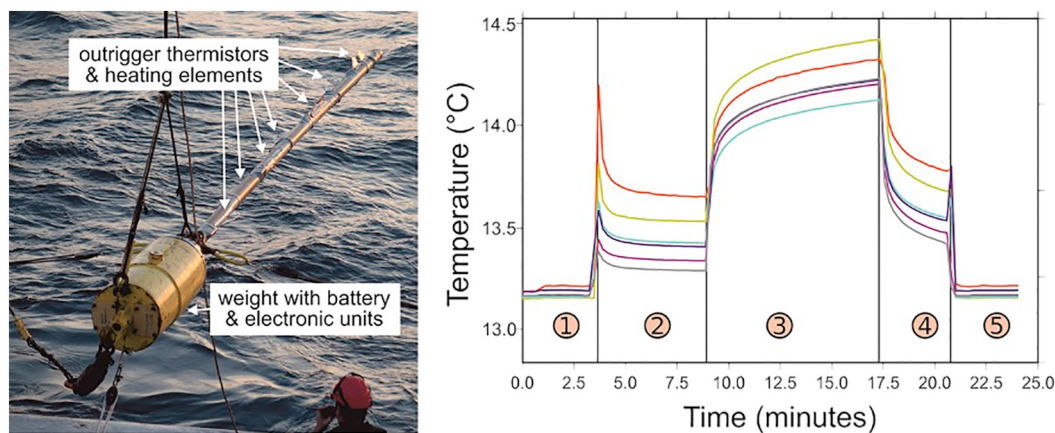 outrigger thermistors
& heating elements
weight with battery
& electronic units
Temperature (°C)
14.5
14.0
13.5
13.0
1
2
3
4
5
0.0 2.5 5.0 7.5 10.0 12.5 15.0 17.5 20.0 22.5 25.0
Time (minutes)